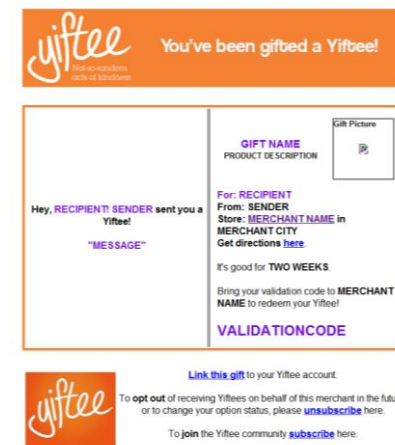 yiftee
Not-so-random
acts of kindness
You've been gifted a Yiftee!
Hey, RECIPIENT! SENDER sent you a
Yiftee!
"MESSAGE"
GIFT NAME
PRODUCT DESCRIPTION
Gift Picture
For: RECIPIENT
From: SENDER
Store: MERCHANT NAME in
MERCHANT CITY
Get directions here.
It's good for TWO WEEKS.
Bring your validation code to MERCHANT
NAME to redeem your Yiftee!
VALIDATIONCODE
yiftee
Link this gift to your Yiftee account.
To opt out of receiving Yiftees on behalf of this merchant in the futu
or to change your option status, please unsubscribe here.
To join the Yiftee community subscribe here.